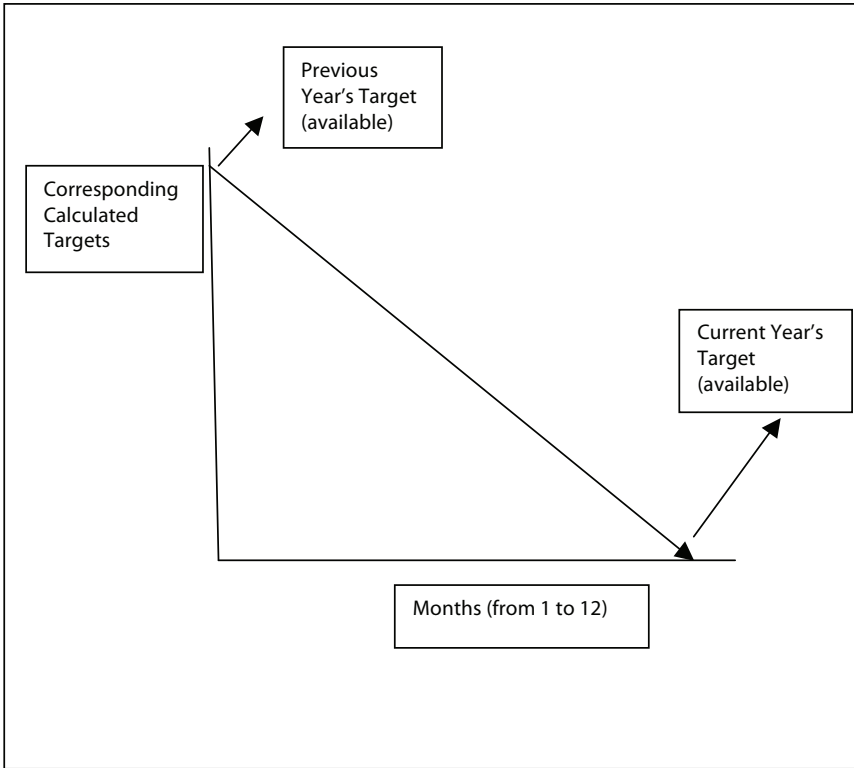 Previous
Year's Target
(available)
Corresponding
Calculated
Targets
Current Year's
Target
(available)
Months (from 1 to 12)